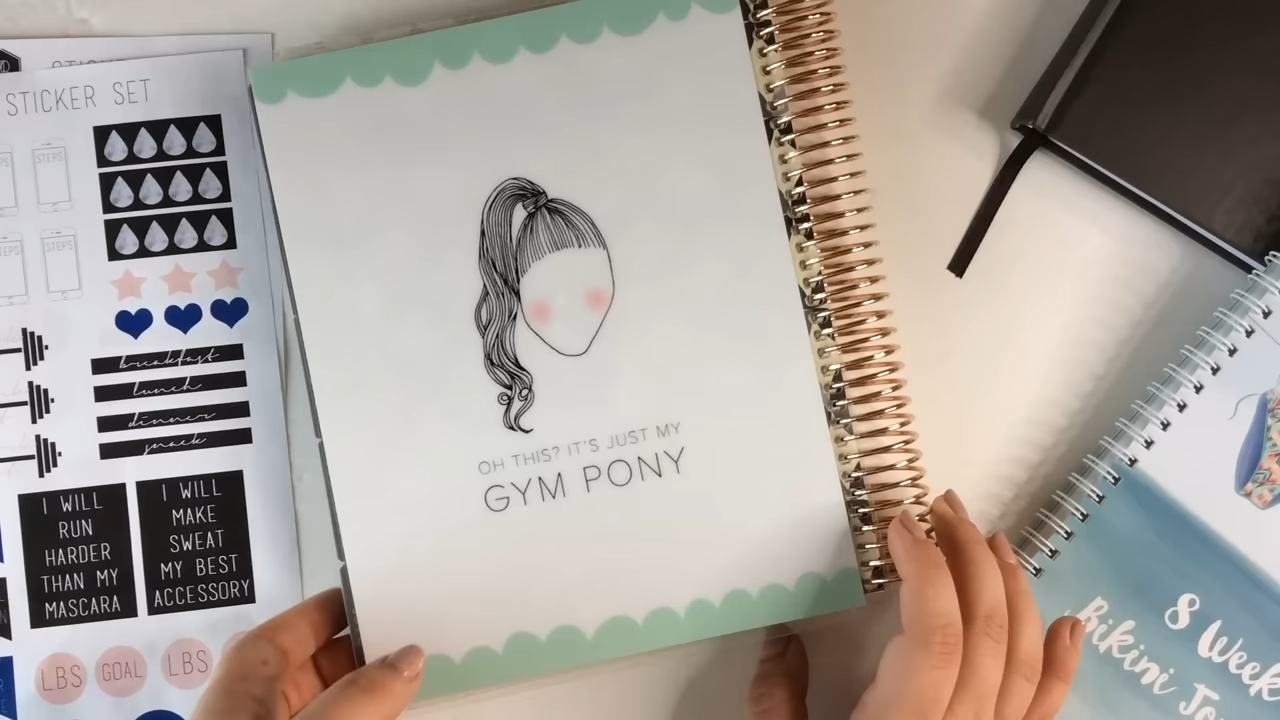 STICKER SET
STEPS
STEPS
breakfast
lunch
dinner
snack
I WILL
RUN
HARDER
THAN MY
MASCARA
I WILL
MAKE
SWEAT
MY BEST
ACCESSORY
LBS
GOAL
LBS
OH THIS? IT'S JUST MY
GYM PONY
8 Week
Bikini